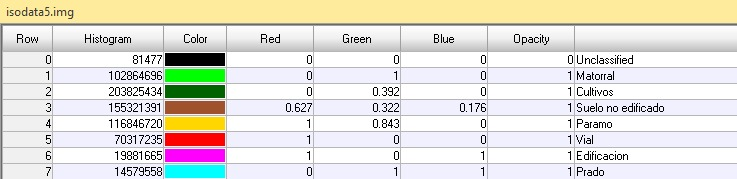 isodata5.img
Row Histogram Color Red Green Blue Opacity
0 81477 0 0 0 0 Unclassified
1 102864696 0 1 0 1 Matorral
2 203825434 0 0.392 0 1 Cultivos
3 155321391 0.627 0.322 0.176 1 Suelo no edificado
4 116846720 1 0.843 0 1 Paramo
5 70317235 1 0 0 1 Vial
6 19881665 1 0 1 1 Edificacion
7 14579558 0 1 1 1 Prado